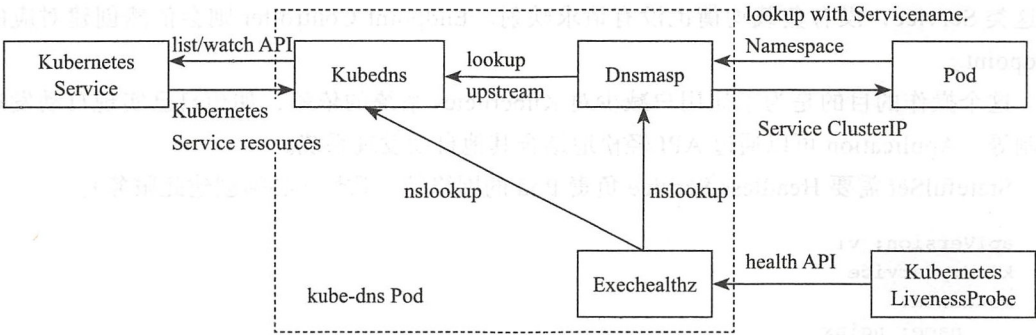 lookup with Servicename.
Namespace
list/watch API
Kubernetes
Service
Kubedns
lookup
upstream
Dnsmasp
Pod
Kubernetes
Service resources
Service ClusterIP
nslookup
nslookup
Exechealthz
health API
Kubernetes
LivenessProbe
kube-dns Pod